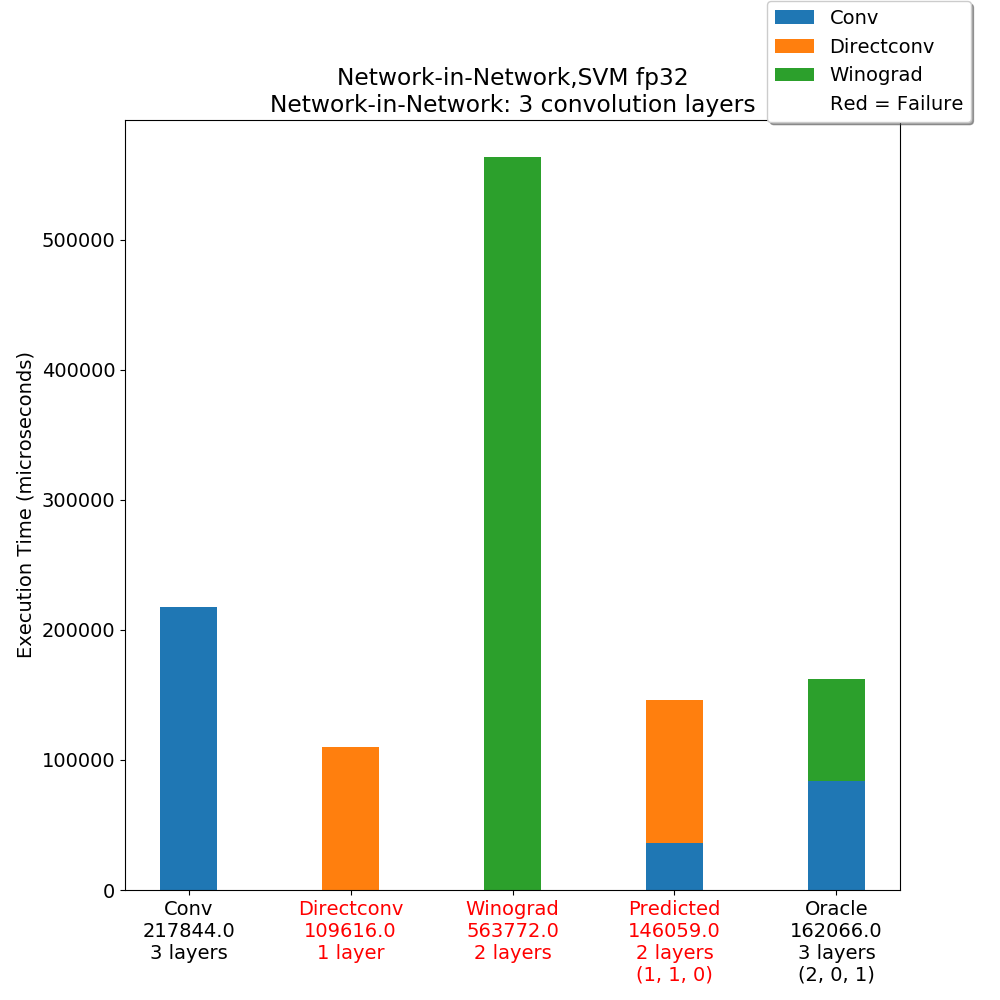 Conv
Directconv
Winograd
Red = Failure
Network-in-Network,SVM fp32
Network-in-Network: 3 convolution layers
Execution Time (microseconds)
500000
400000
300000
200000
100000
0
Conv
217844.0
3 layers
Directconv
109616.0
1 layer
Winograd
563772.0
2 layers
Predicted
146059.0
2 layers
(1, 1, 0)
Oracle
162066.0
3 layers
(2, 0, 1)